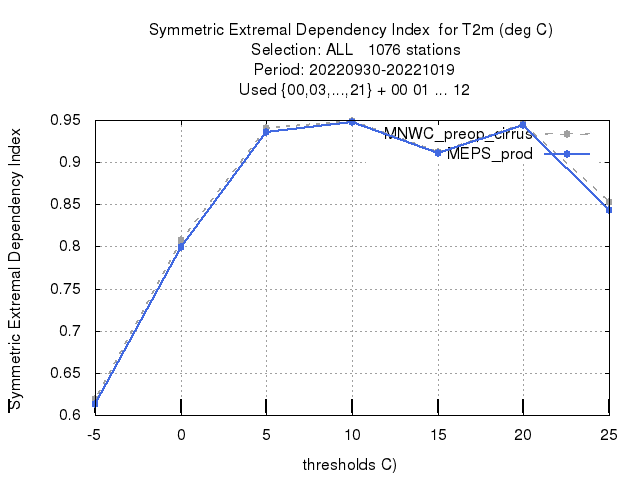 Symmetric Extremal Dependency Index  for T2m (deg C)
Selection: ALL   1076 stations
Period: 20220930-20221019
Used {00,03,...,21} + 00 01 ... 12
Symmetric Extremal Dependency Index
0.95
0.9
0.85
0.8
0.75
0.7
0.65
0.6
MNWC_preop_cirrus
MEPS_prod
-5 0 5 10 15 20 25
thresholds C)